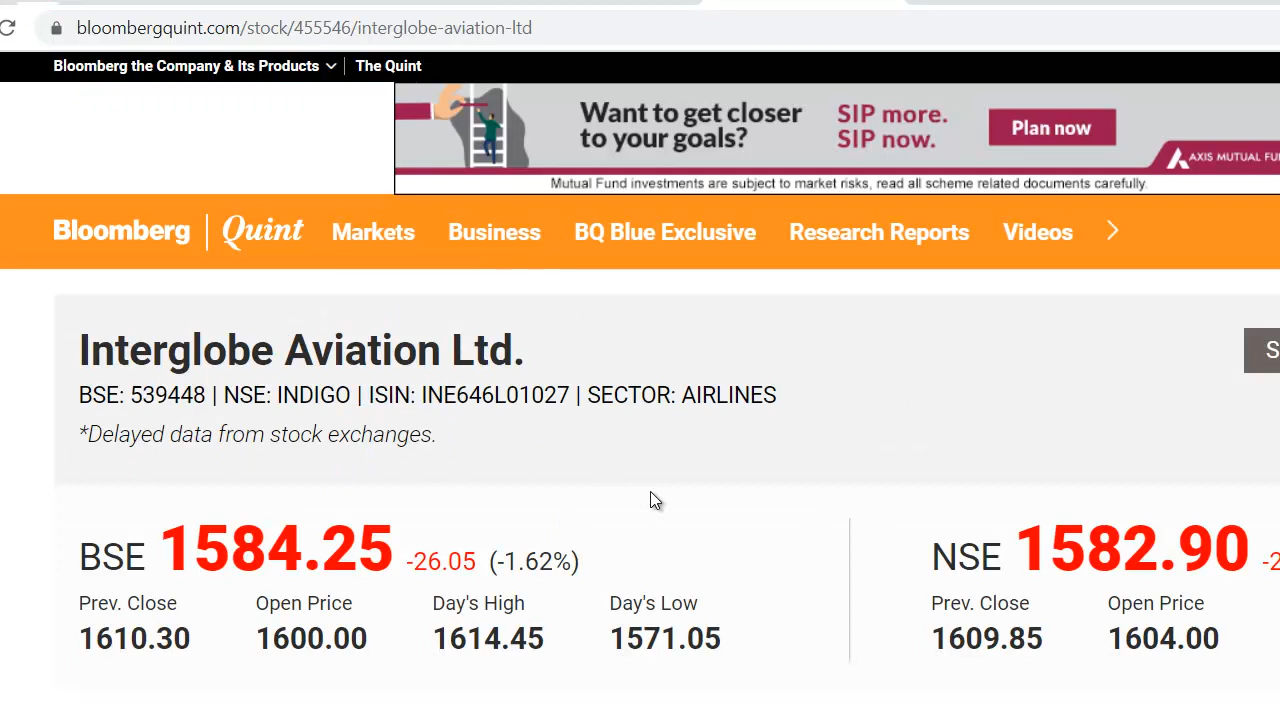 bloombergquint.com/stock/455546/interglobe-aviation-ltd
Bloomberg the Company & Its Products The Quint
Want to get closer
to your goals?
SIP more.
SIP now.
Plan now
AXIS MUTUAL FU
Mutual Fund investments are subject to market risks, read all scheme related documents carefully.
Bloomberg | Quint Markets Business BQ Blue Exclusive Research Reports Videos
Interglobe Aviation Ltd.
S
BSE: 539448 | NSE: INDIGO | ISIN: INE646L01027 | SECTOR: AIRLINES
*Delayed data from stock exchanges.
BSE 1584.25 -26.05 (-1.62%)
Prev. Close Open Price Day's High Day's Low
1610.30 1600.00 1614.45 1571.05
NSE 1582.90 -2
Prev. Close Open Price
1609.85 1604.00